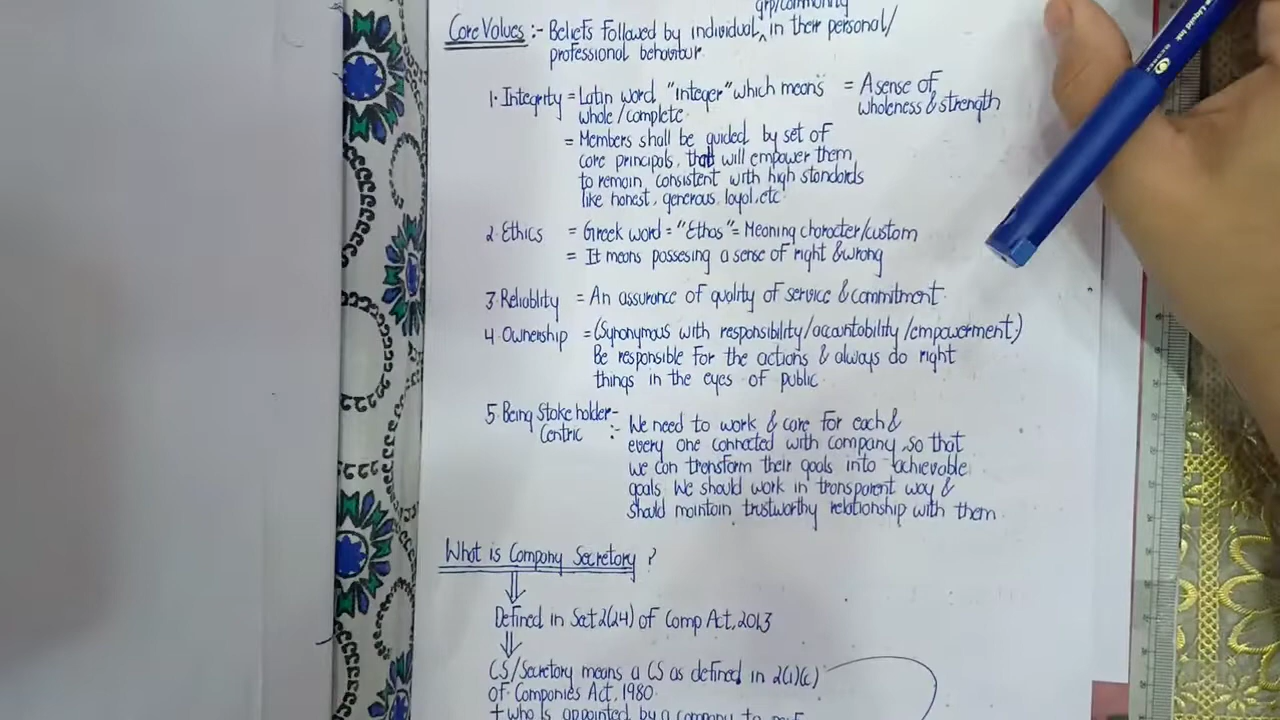 grp/community
Core Values :- Beliefs followed by individual ^ in their personal/
professional behaviour
1. Integrity = Latin word "integer" which means = A sense of
whole/complete wholeness & strength
= Members shall be guided by set of
core principals, that will empower them
to remain consistent with high standards
like honest, generous, loyal, etc
2. Ethics = Greek word = "Ethos" = Meaning character/custom
= It means possesing a sense of right & wrong
3. Reliablity = An assurance of quality of service & commitment.
4. Ownership = (Synonymous with responsibility/accountability/empowerment.)
Be responsible for the actions & always do right
things in the eyes of public.
5. Being Stake holder- We need to work & care for each &
Centric :- every one connected with company, so that
we can trensform their goals into achievable
goals. We should work in transparent way &
should maintain trustworthy relationship with them
What is Company Secretory ?
Defined in Sect 2(24) of Comp Act, 2013
CS/Secretory means a CS as defined in 2(1)(c)
of Companies Act, 1980.
+ who is appointed by a company to perf